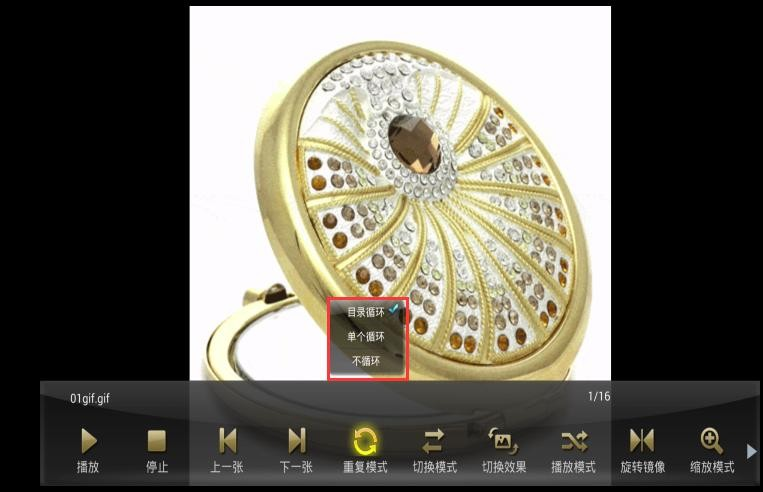 目录循环
单个循环
不循环
01gif.gif 1/16
播放 停止 上一张 下一张 重复模式 切换模式 切换效果 播放模式 旋转镜像 缩放模式